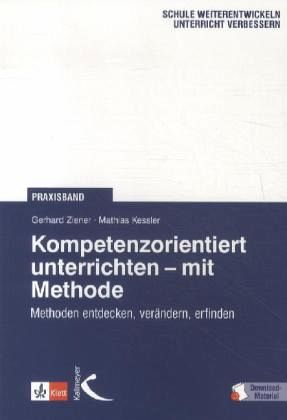 SCHULE WEITERENTWICKELN
UNTERRICHT VERBESSERN
PRAXISBAND
Gerhard Ziener · Mathias Kessler
Kompetenzorientiert
unterrichten – mit
Methode
Methoden entdecken, verändern, erfinden
Klett
Kallmeyer
Download-
Material